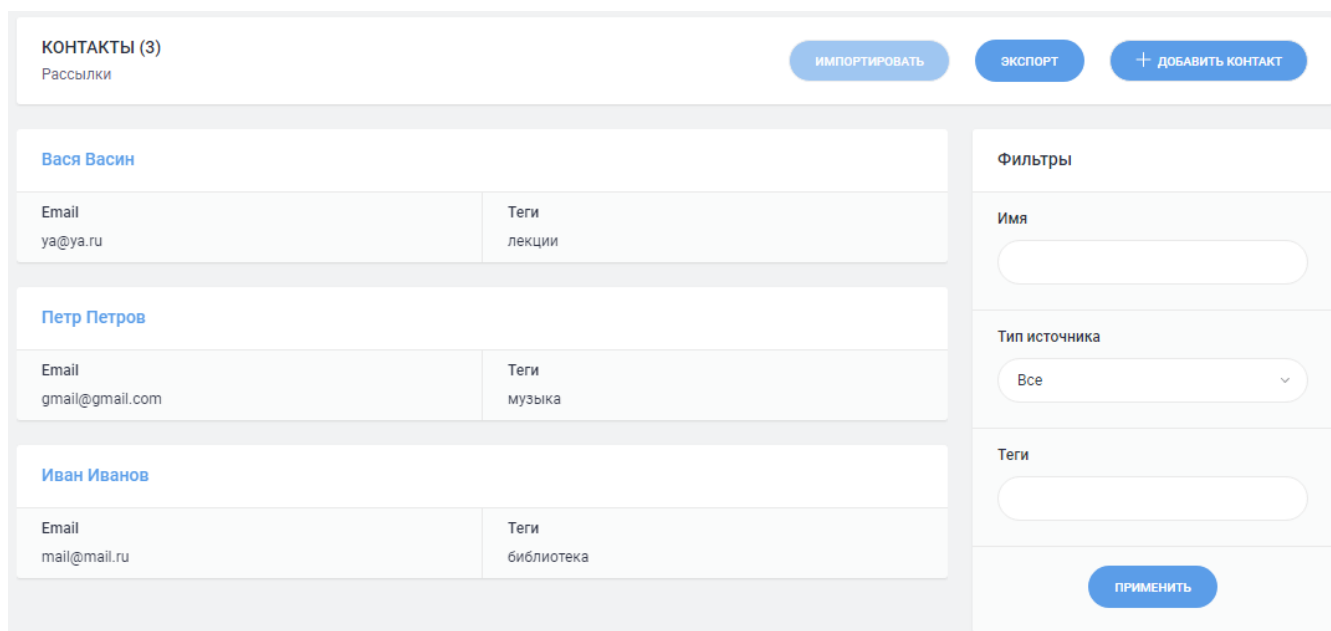 КОНТАКТЫ (3)
Рассылки
ИМПОРТИРОВАТЬ
ЭКСПОРТ
+ ДОБАВИТЬ КОНТАКТ
Вася Васин
Email
Теги
ya@ya.ru
лекции
Петр Петров
Email
Теги
gmail@gmail.com
музыка
Иван Иванов
Email
Теги
mail@mail.ru
библиотека
Фильтры
Имя
Тип источника
Все
Теги
ПРИМЕНИТЬ